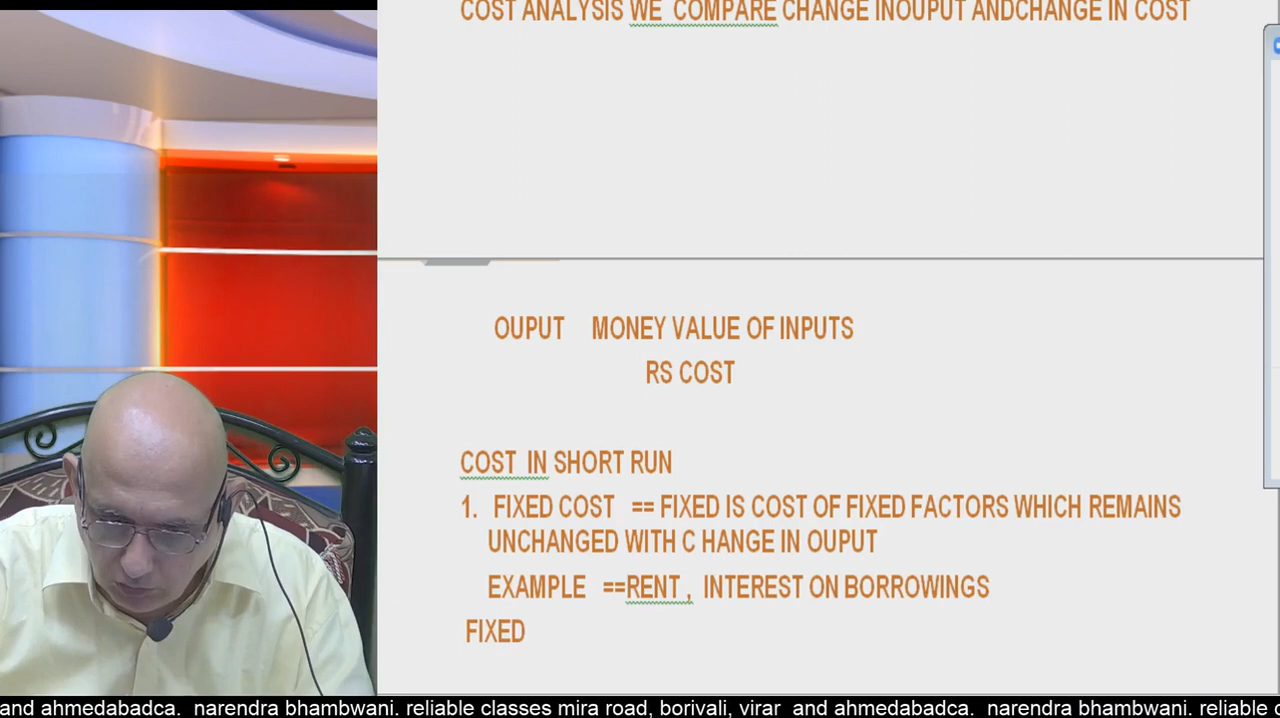 COST ANALYSIS WE COMPARE CHANGE INOUPUT ANDCHANGE IN COST
OUPUT MONEY VALUE OF INPUTS
RS COST
COST IN SHORT RUN
1. FIXED COST == FIXED IS COST OF FIXED FACTORS WHICH REMAINS
UNCHANGED WITH C HANGE IN OUPUT
EXAMPLE ==RENT , INTEREST ON BORROWINGS
FIXED
and ahmedabadca. narendra bhambwani. reliable classes mira road, borivali, virar and ahmedabadca. narendra bhambwani. reliable c